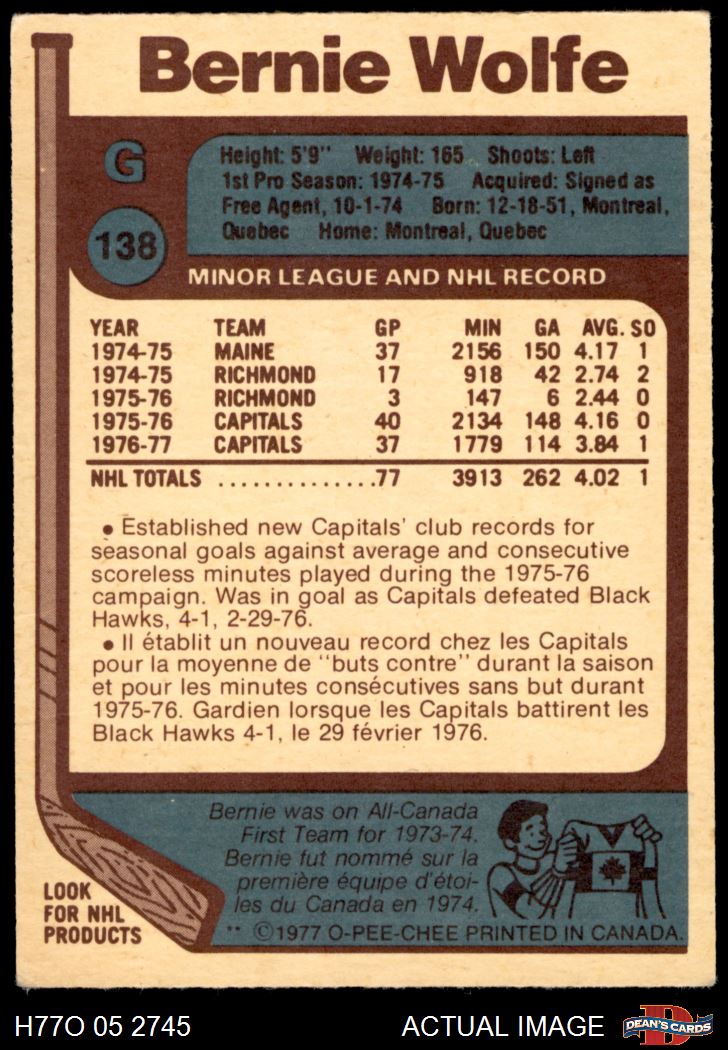 Bernie Wolfe
G
138
Height: 5'9" Weight: 165 Shoots: Left
1st Pro Season: 1974-75 Acquired: Signed as
Free Agent, 10-1-74 Born: 12-18-51, Montreal,
Quebec Home: Montreal, Quebec
MINOR LEAGUE AND NHL RECORD
YEAR TEAM GP MIN GA AVG. SO
1974-75 MAINE 37 2156 150 4.17 1
1974-75 RICHMOND 17 918 42 2.74 2
1975-76 RICHMOND 3 147 6 2.44 0
1975-76 CAPITALS 40 2134 148 4.16 0
1976-77 CAPITALS 37 1779 114 3.84 1
NHL TOTALS ..............77 3913 262 4.02 1
• Established new Capitals' club records for
seasonal goals against average and consecutive
scoreless minutes played during the 1975-76
campaign. Was in goal as Capitals defeated Black
Hawks, 4-1, 2-29-76.
• Il établit un nouveau record chez les Capitals
pour la moyenne de "buts contre" durant la saison
et pour les minutes consécutives sans but durant
1975-76. Gardien lorsque les Capitals battirent les
Black Hawks 4-1, le 29 février 1976.
Bernie was on All-Canada
First Team for 1973-74.
Bernie fut nommé sur la
première équipe d'étoi-
les du Canada en 1974.
LOOK
FOR NHL
PRODUCTS
** ©1977 O-PEE-CHEE PRINTED IN CANADA.
H77O 05 2745 ACTUAL IMAGE
D
DEAN'S CARDS